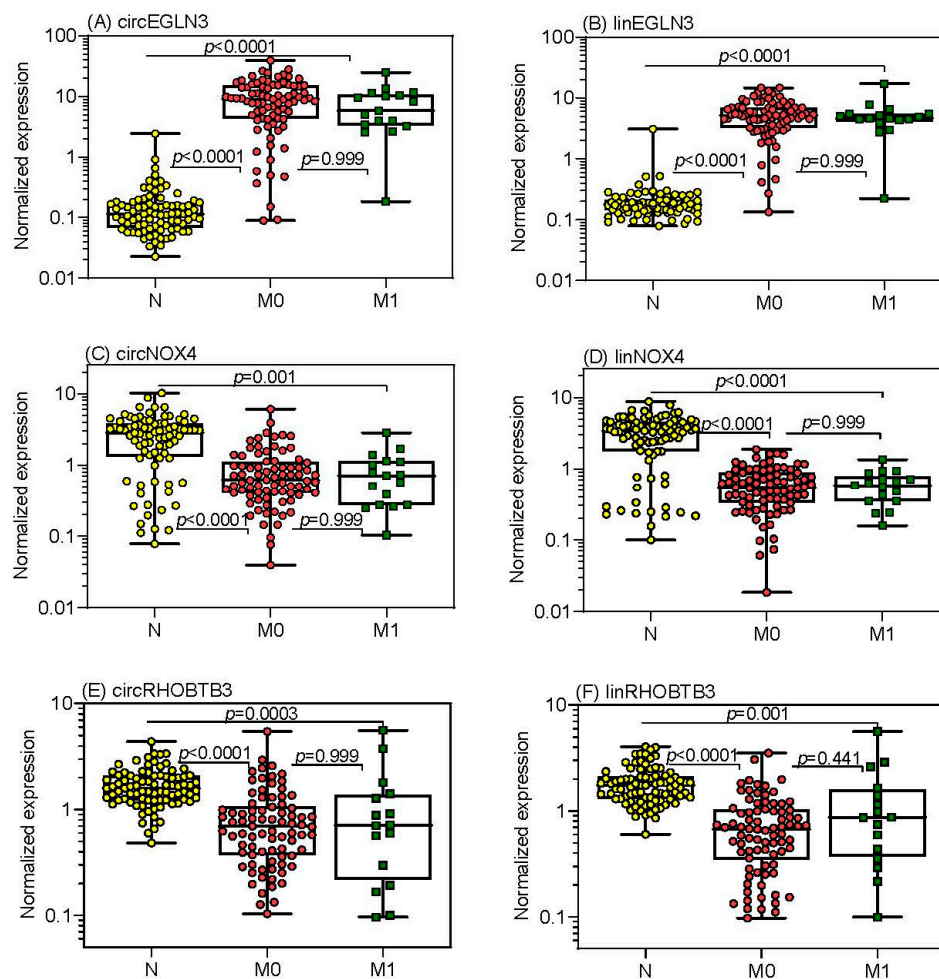 (A) circEGLN3
Normalized expression
100
10
1
0.1
0.01
p<0.0001
p<0.0001
p=0.999
N M0 M1
(B) linEGLN3
Normalized expression
100
10
1
0.1
0.01
p<0.0001
p<0.0001
p=0.999
N M0 M1
(C) circNOX4
Normalized expression
10
1
0.1
0.01
p=0.001
p<0.0001
p=0.999
N M0 M1
(D) linNOX4
Normalized expression
10
1
0.1
0.01
p<0.0001
p<0.0001
p=0.999
N M0 M1
(E) circRHOBTB3
Normalized expression
10
1
0.1
p=0.0003
p<0.0001
p=0.999
N M0 M1
(F) linRHOBTB3
Normalized expression
10
1
0.1
p=0.001
p<0.0001
p=0.441
N M0 M1